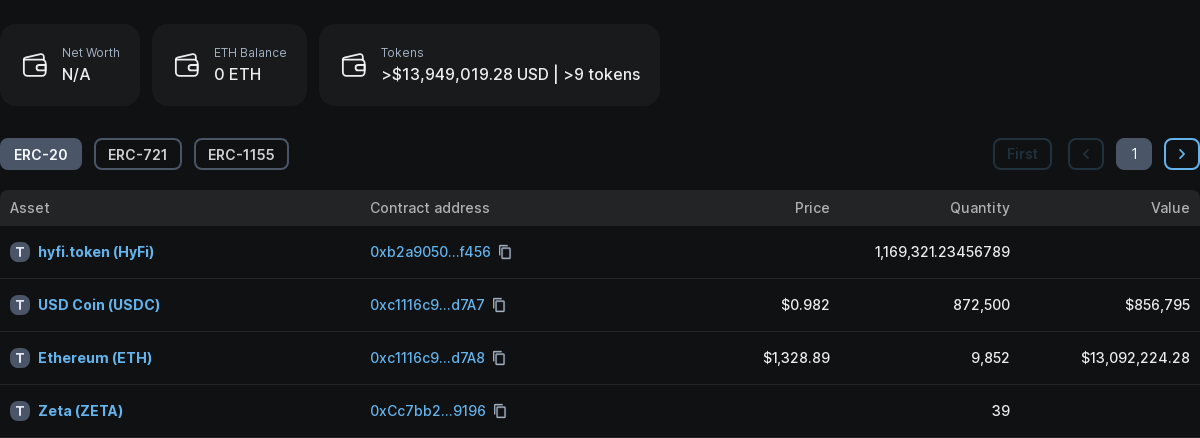 Net Worth
N/A
ETH Balance
0 ETH
Tokens
>$13,949,019.28 USD | >9 tokens
ERC-20 ERC-721 ERC-1155 First 1
Asset Contract address Price Quantity Value
T hyfi.token (HyFi) 0xb2a9050...f456 1,169,321.23456789
T USD Coin (USDC) 0xc1116c9...d7A7 $0.982 872,500 $856,795
T Ethereum (ETH) 0xc1116c9...d7A8 $1,328.89 9,852 $13,092,224.28
T Zeta (ZETA) 0xCc7bb2...9196 39